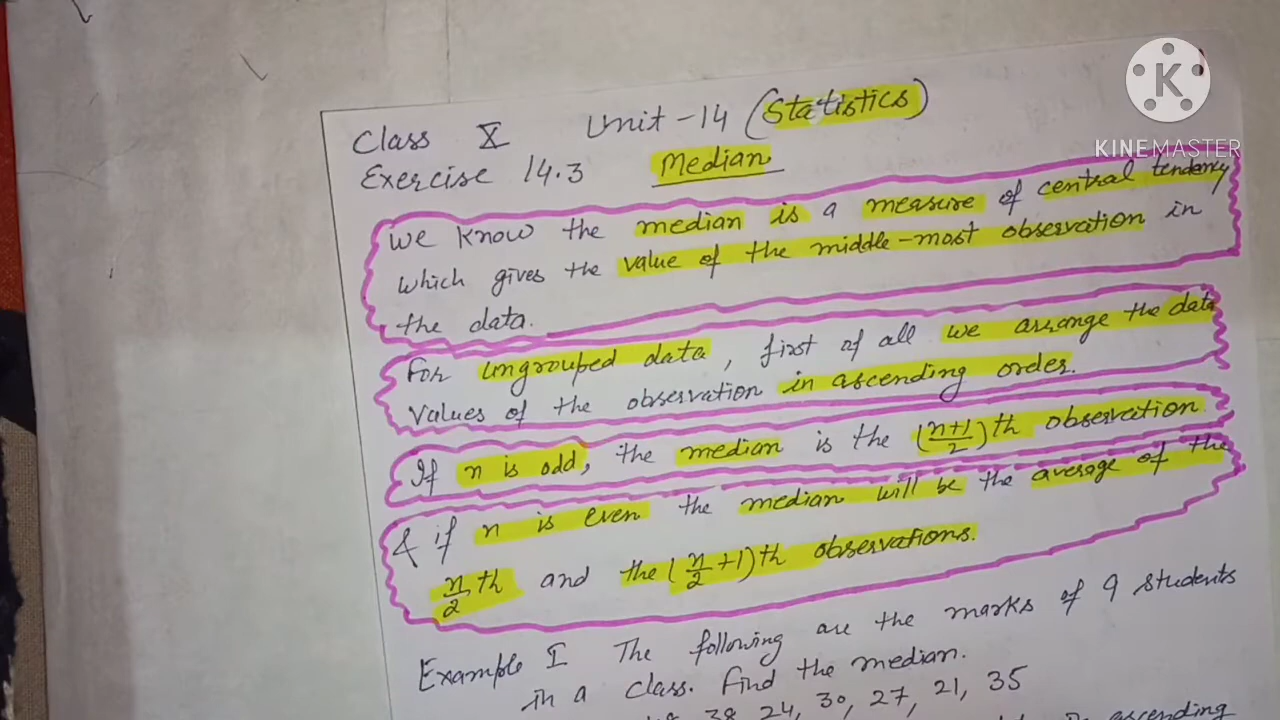 K
KINEMASTER
Class X Unit-14 (Statistics)
Exercise 14.3 Median
We know the median is a measure of central tendency
which gives the value of the middle-most observation in
the data.
For ungrouped data, first of all we arrange the data
values of the observation in ascending order.
If n is odd, the median is the (n+1/2)th observation
& if n is even the median will be the average of the
n/2 th and the (n/2+1)th observations.
Example I The following are the marks of 9 students
in a class. Find the median.
38, 24, 30, 27, 21, 35
ascending